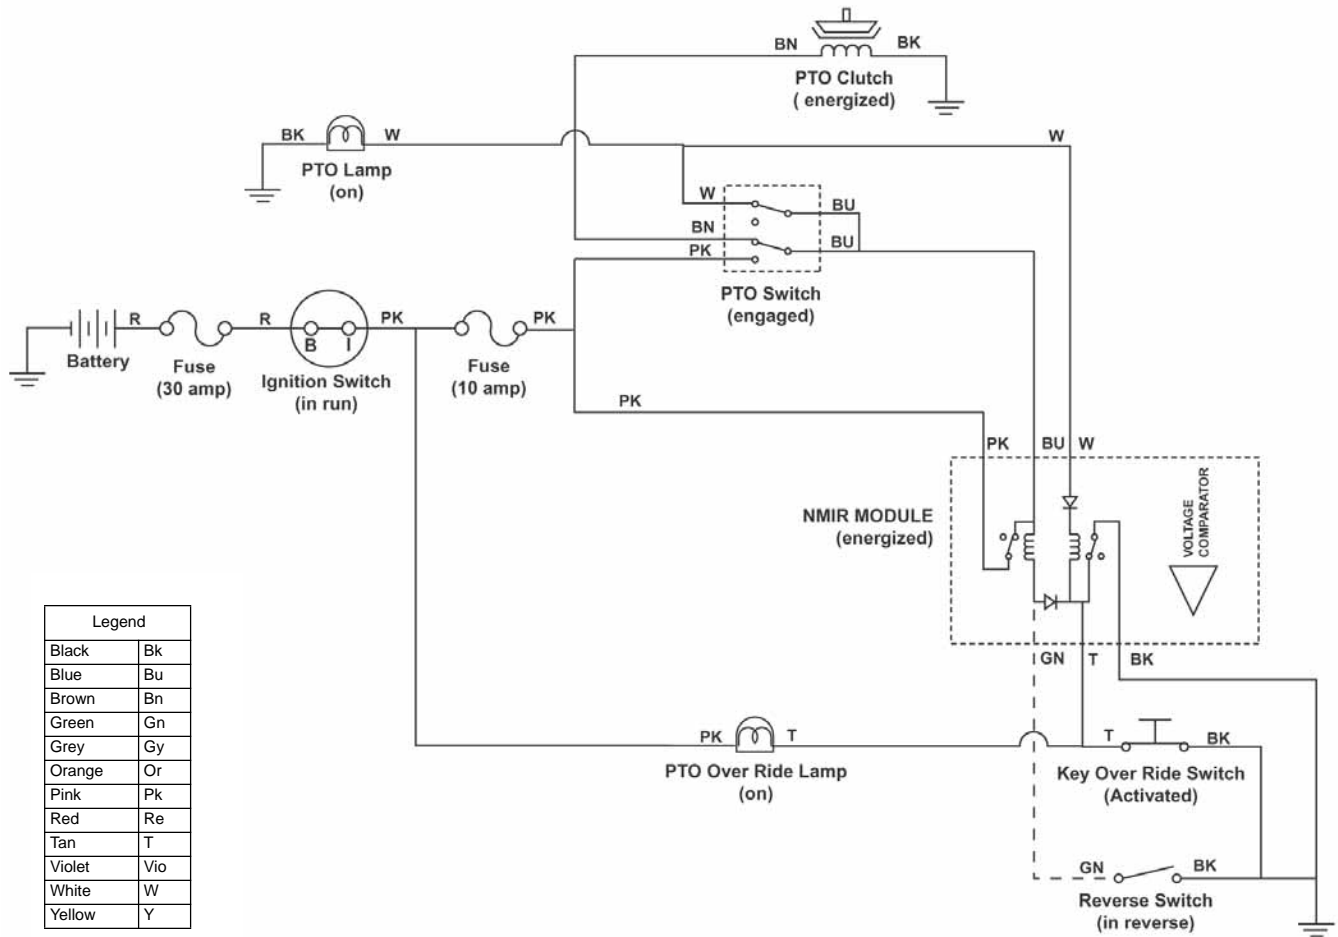 BN
BK
PTO Clutch
( energized)
BK
W
W
PTO Lamp
(on)
W
BU
BN
BU
PK
PTO Switch
(engaged)
R
R
PK
PK
B
I
Battery
Fuse
(30 amp)
Ignition Switch
(in run)
Fuse
(10 amp)
PK
PK
BU
W
NMIR MODULE
(energized)
VOLTAGE
COMPARATOR
GN
T
BK
PK
T
PTO Over Ride Lamp
(on)
T
BK
Key Over Ride Switch
(Activated)
GN
BK
Reverse Switch
(in reverse)
Legend
Black Bk
Blue Bu
Brown Bn
Green Gn
Grey Gy
Orange Or
Pink Pk
Red Re
Tan T
Violet Vio
White W
Yellow Y